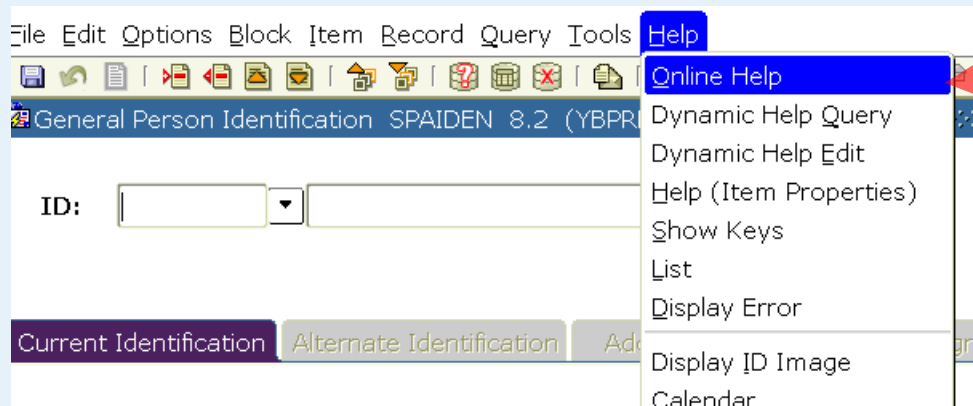 File Edit Options Block Item Record Query Tools Help
Online Help
General Person Identification SPAIDEN 8.2
Dynamic Help Query
Dynamic Help Edit
ID:
Help (Item Properties)
Show Keys
List
Display Error
Current Identification Alternate Identification
Display ID Image
Calendar